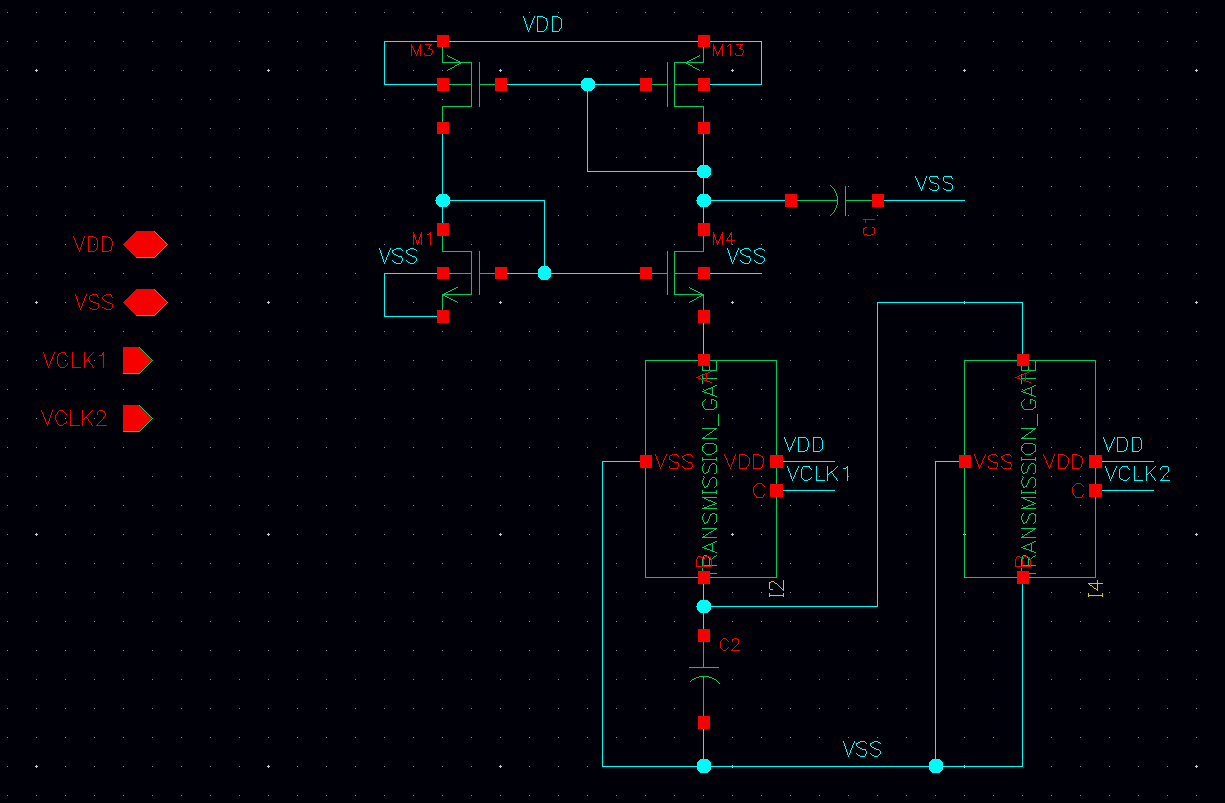 VDD
M3
M13
VSS
C1
VDD
M1
M4
VSS
VSS
VSS
VCLK1
VCLK2
A
TRANSMISSION_GATE
VSS
VDD
VDD
C
VCLK1
B
I2
A
TRANSMISSION_GATE
VSS
VDD
VDD
C
VCLK2
B
I4
C2
VSS